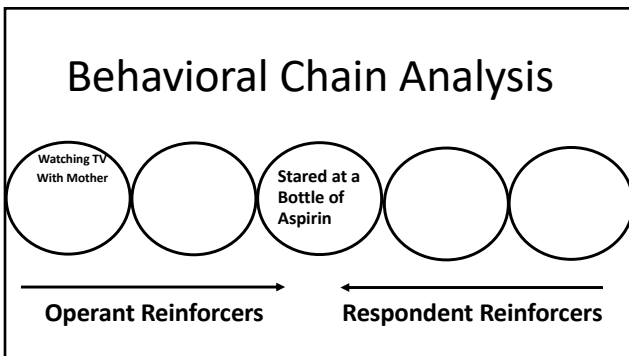 Behavioral Chain Analysis
Watching TV
With Mother
Stared at a
Bottle of
Aspirin
Operant Reinforcers
Respondent Reinforcers